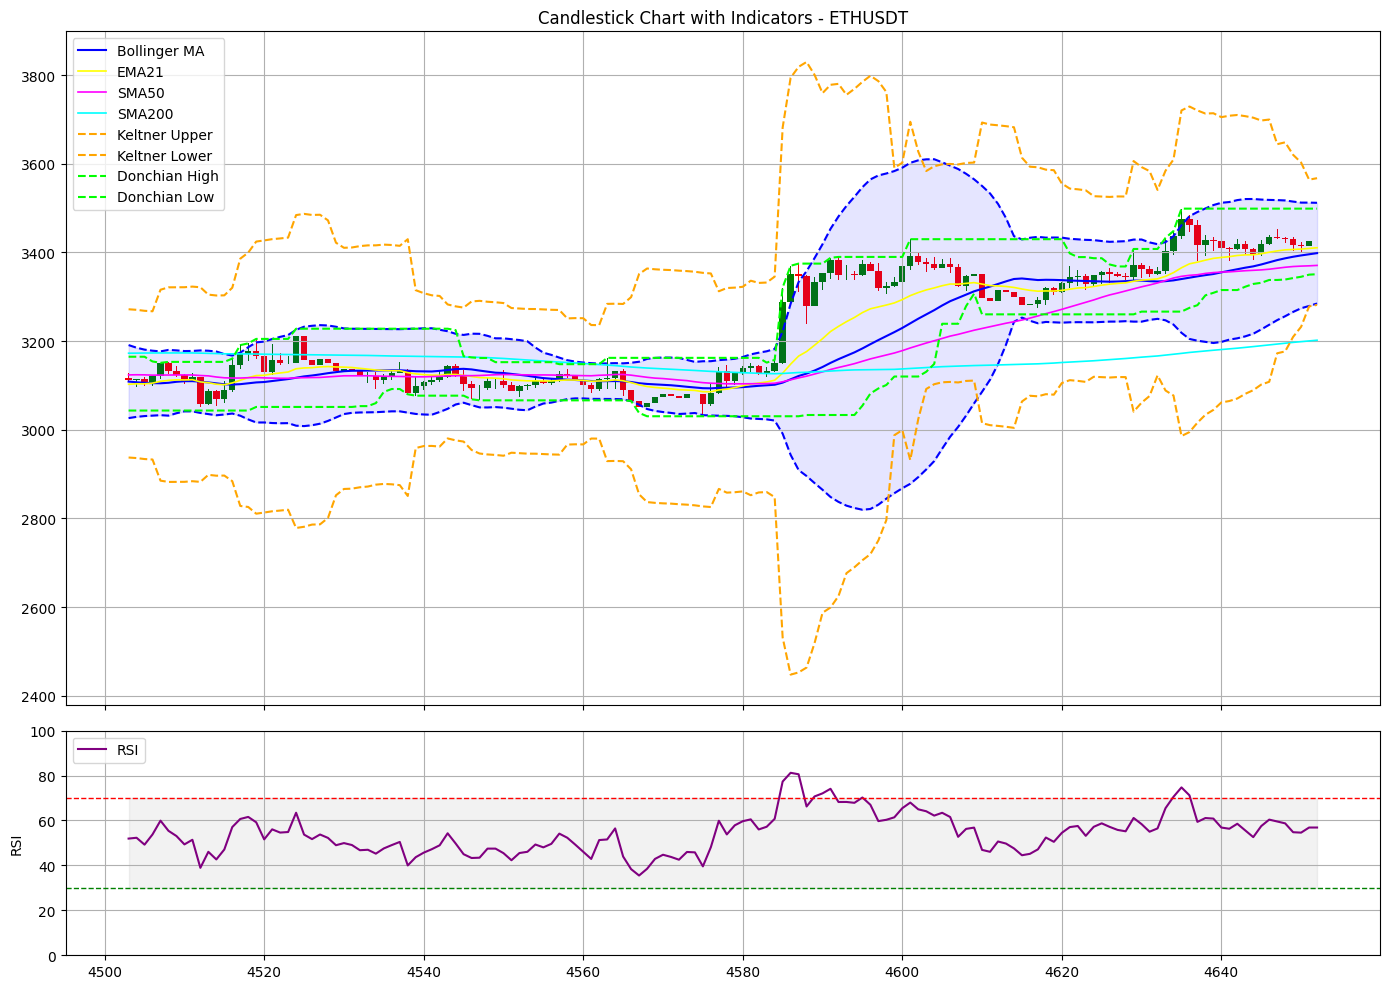 Candlestick Chart with Indicators - ETHUSDT
Bollinger MA
EMA21
SMA50
SMA200
Keltner Upper
Keltner Lower
Donchian High
Donchian Low
3800
3600
3400
3200
3000
2800
2600
2400
RSI
100
80
60
40
20
0
RSI
4500 4520 4540 4560 4580 4600 4620 4640